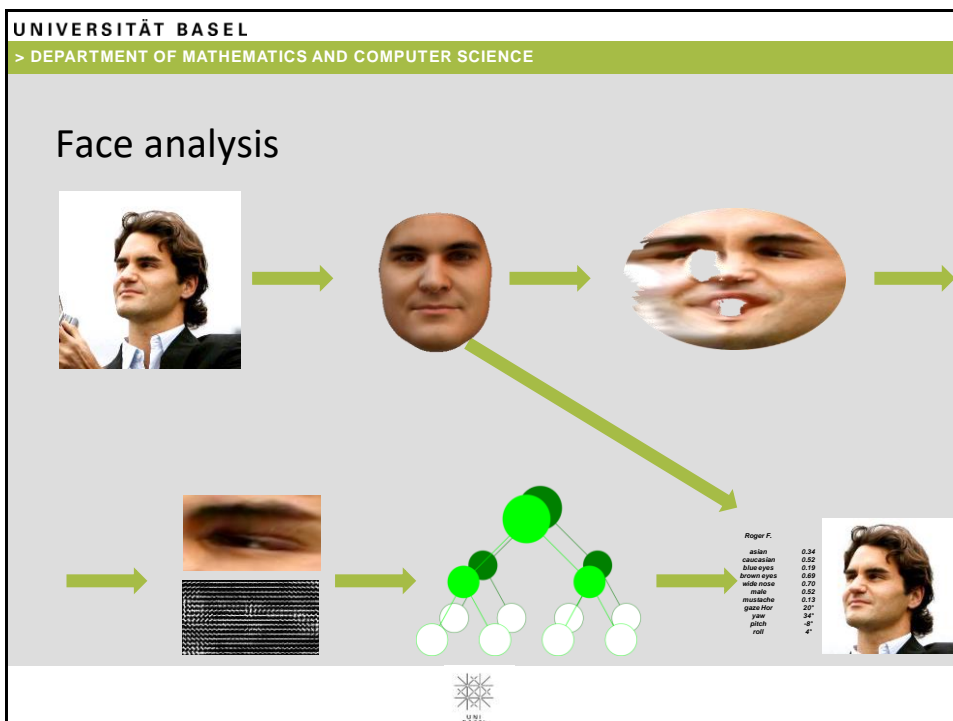 UNIVERSITÄT BASEL
> DEPARTMENT OF MATHEMATICS AND COMPUTER SCIENCE
Face analysis
Roger F.
asian 0.34
caucasian 0.52
blue eyes 0.19
brown eyes 0.69
wide nose 0.70
male 0.52
mustache 0.13
gaze Hor 20°
yaw 34°
pitch -8°
roll 4°
UNI
BASEL